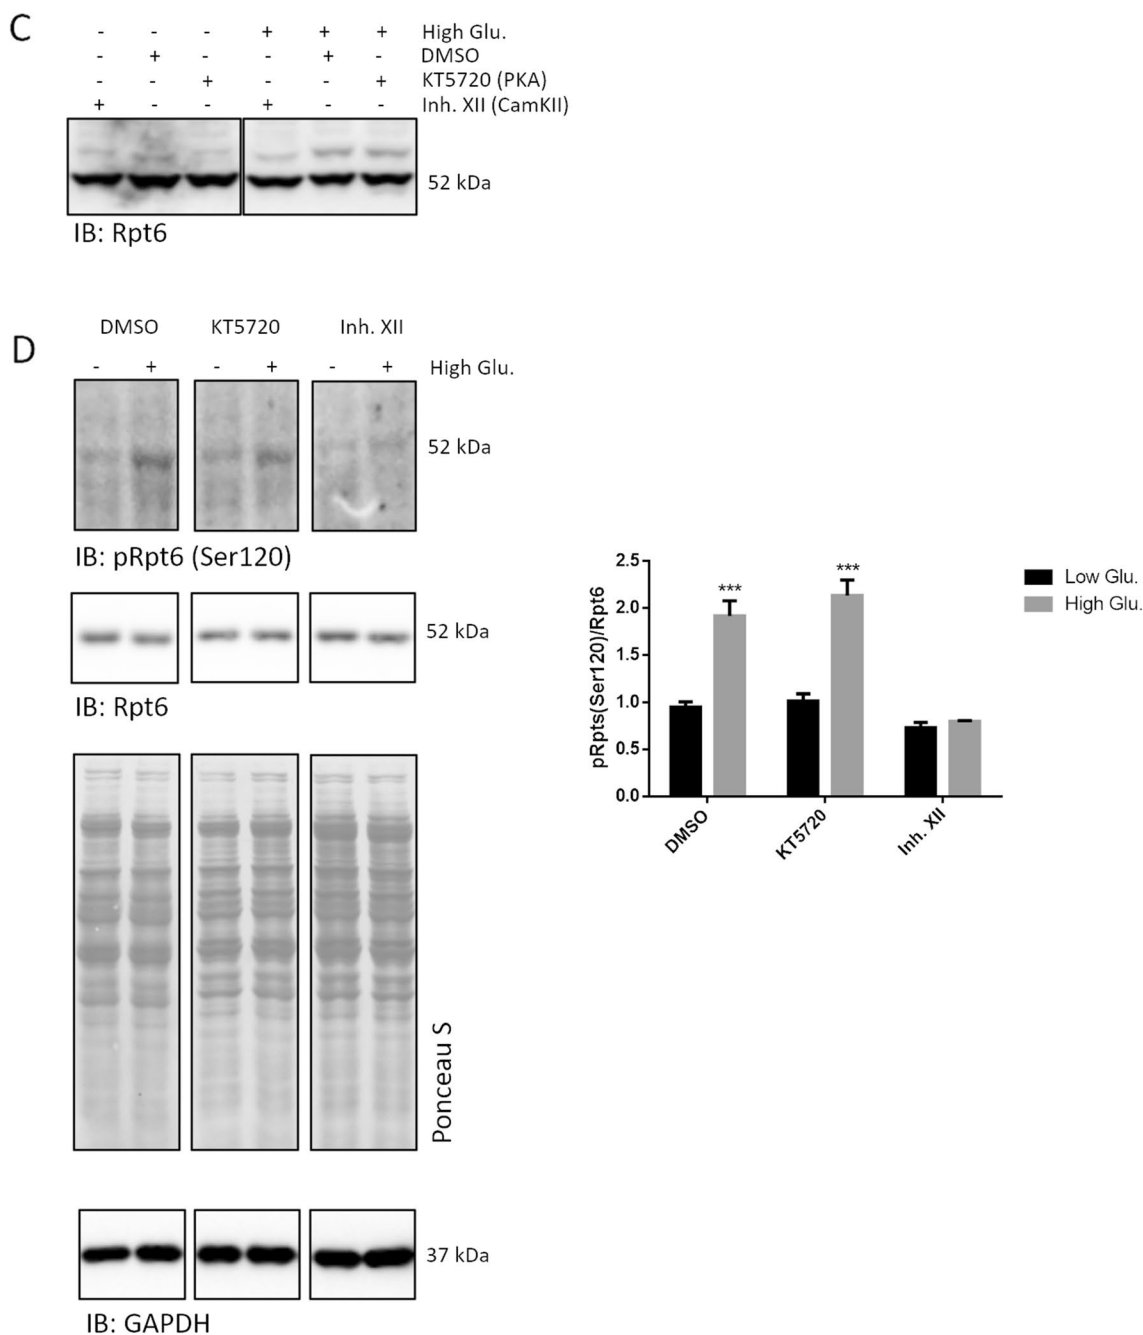 C
- - - + + + High Glu.
- + - - + - DMSO
- - + - - + KT5720 (PKA)
+ - - + - - Inh. XII (CamKII)
52 kDa
IB: Rpt6
D
DMSO KT5720 Inh. XII
- + - + - + High Glu.
52 kDa
IB: pRpt6 (Ser120)
52 kDa
IB: Rpt6
Ponceau S
37 kDa
IB: GAPDH
pRpts(Ser120)/Rpt6
2.5
2.0
1.5
1.0
0.5
0.0
***
***
DMSO
KT5720
Inh. XII
Low Glu.
High Glu.